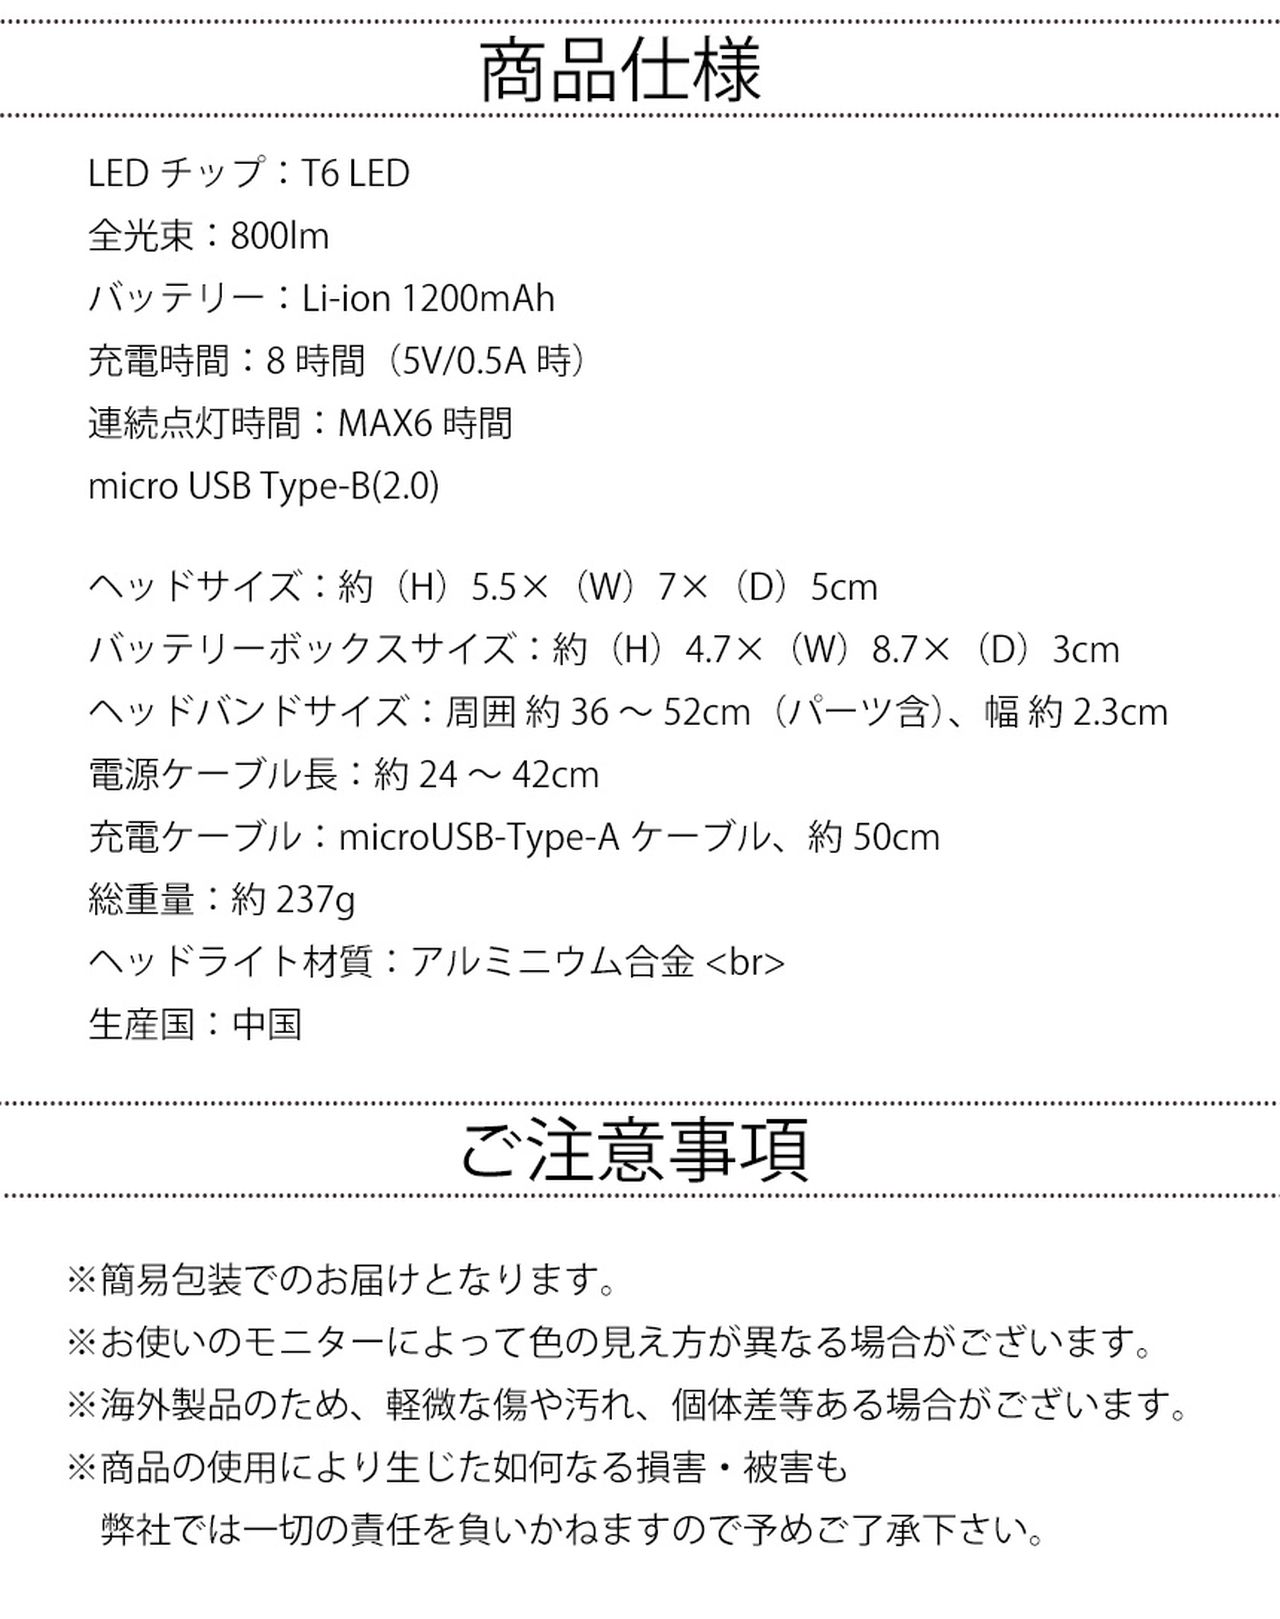 商品仕様
LED チップ：T6 LED
全光束：800lm
バッテリー：Li-ion 1200mAh
充電時間：8 時間（5V/0.5A 時）
連続点灯時間：MAX6 時間
micro USB Type-B(2.0)
ヘッドサイズ：約（H）5.5×（W）7×（D）5cm
バッテリーボックスサイズ：約（H）4.7×（W）8.7×（D）3cm
ヘッドバンドサイズ：周囲 約 36 ～ 52cm（パーツ含）、幅 約 2.3cm
電源ケーブル長：約 24 ～ 42cm
充電ケーブル：microUSB-Type-A ケーブル、約 50cm
総重量：約 237g
ヘッドライト材質：アルミニウム合金 <br>
生産国：中国
ご注意事項
※簡易包装でのお届けとなります。
※お使いのモニターによって色の見え方が異なる場合がございます。
※海外製品のため、軽微な傷や汚れ、個体差等ある場合がございます。
※商品の使用により生じた如何なる損害・被害も
弊社では一切の責任を負いかねますので予めご了承下さい。